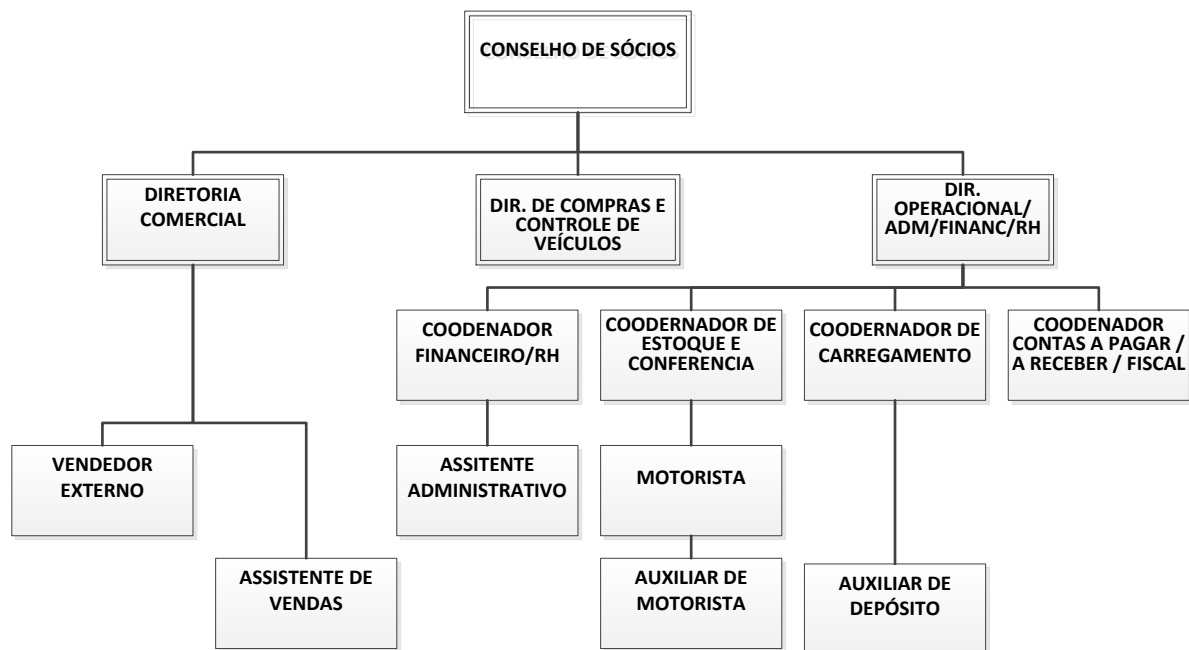 CONSELHO DE SÓCIOS
DIRETORIA
COMERCIAL
DIR. DE COMPRAS E
CONTROLE DE
VEÍCULOS
DIR.
OPERACIONAL/
ADM/FINANC/RH
COODENADOR
FINANCEIRO/RH
COODERNADOR DE
ESTOQUE E
CONFERENCIA
COODERNADOR DE
CARREGAMENTO
COODENADOR
CONTAS A PAGAR /
A RECEBER / FISCAL
VENDEDOR
EXTERNO
ASSITENTE
ADMINISTRATIVO
MOTORISTA
ASSISTENTE DE
VENDAS
AUXILIAR DE
MOTORISTA
AUXILIAR DE
DEPÓSITO